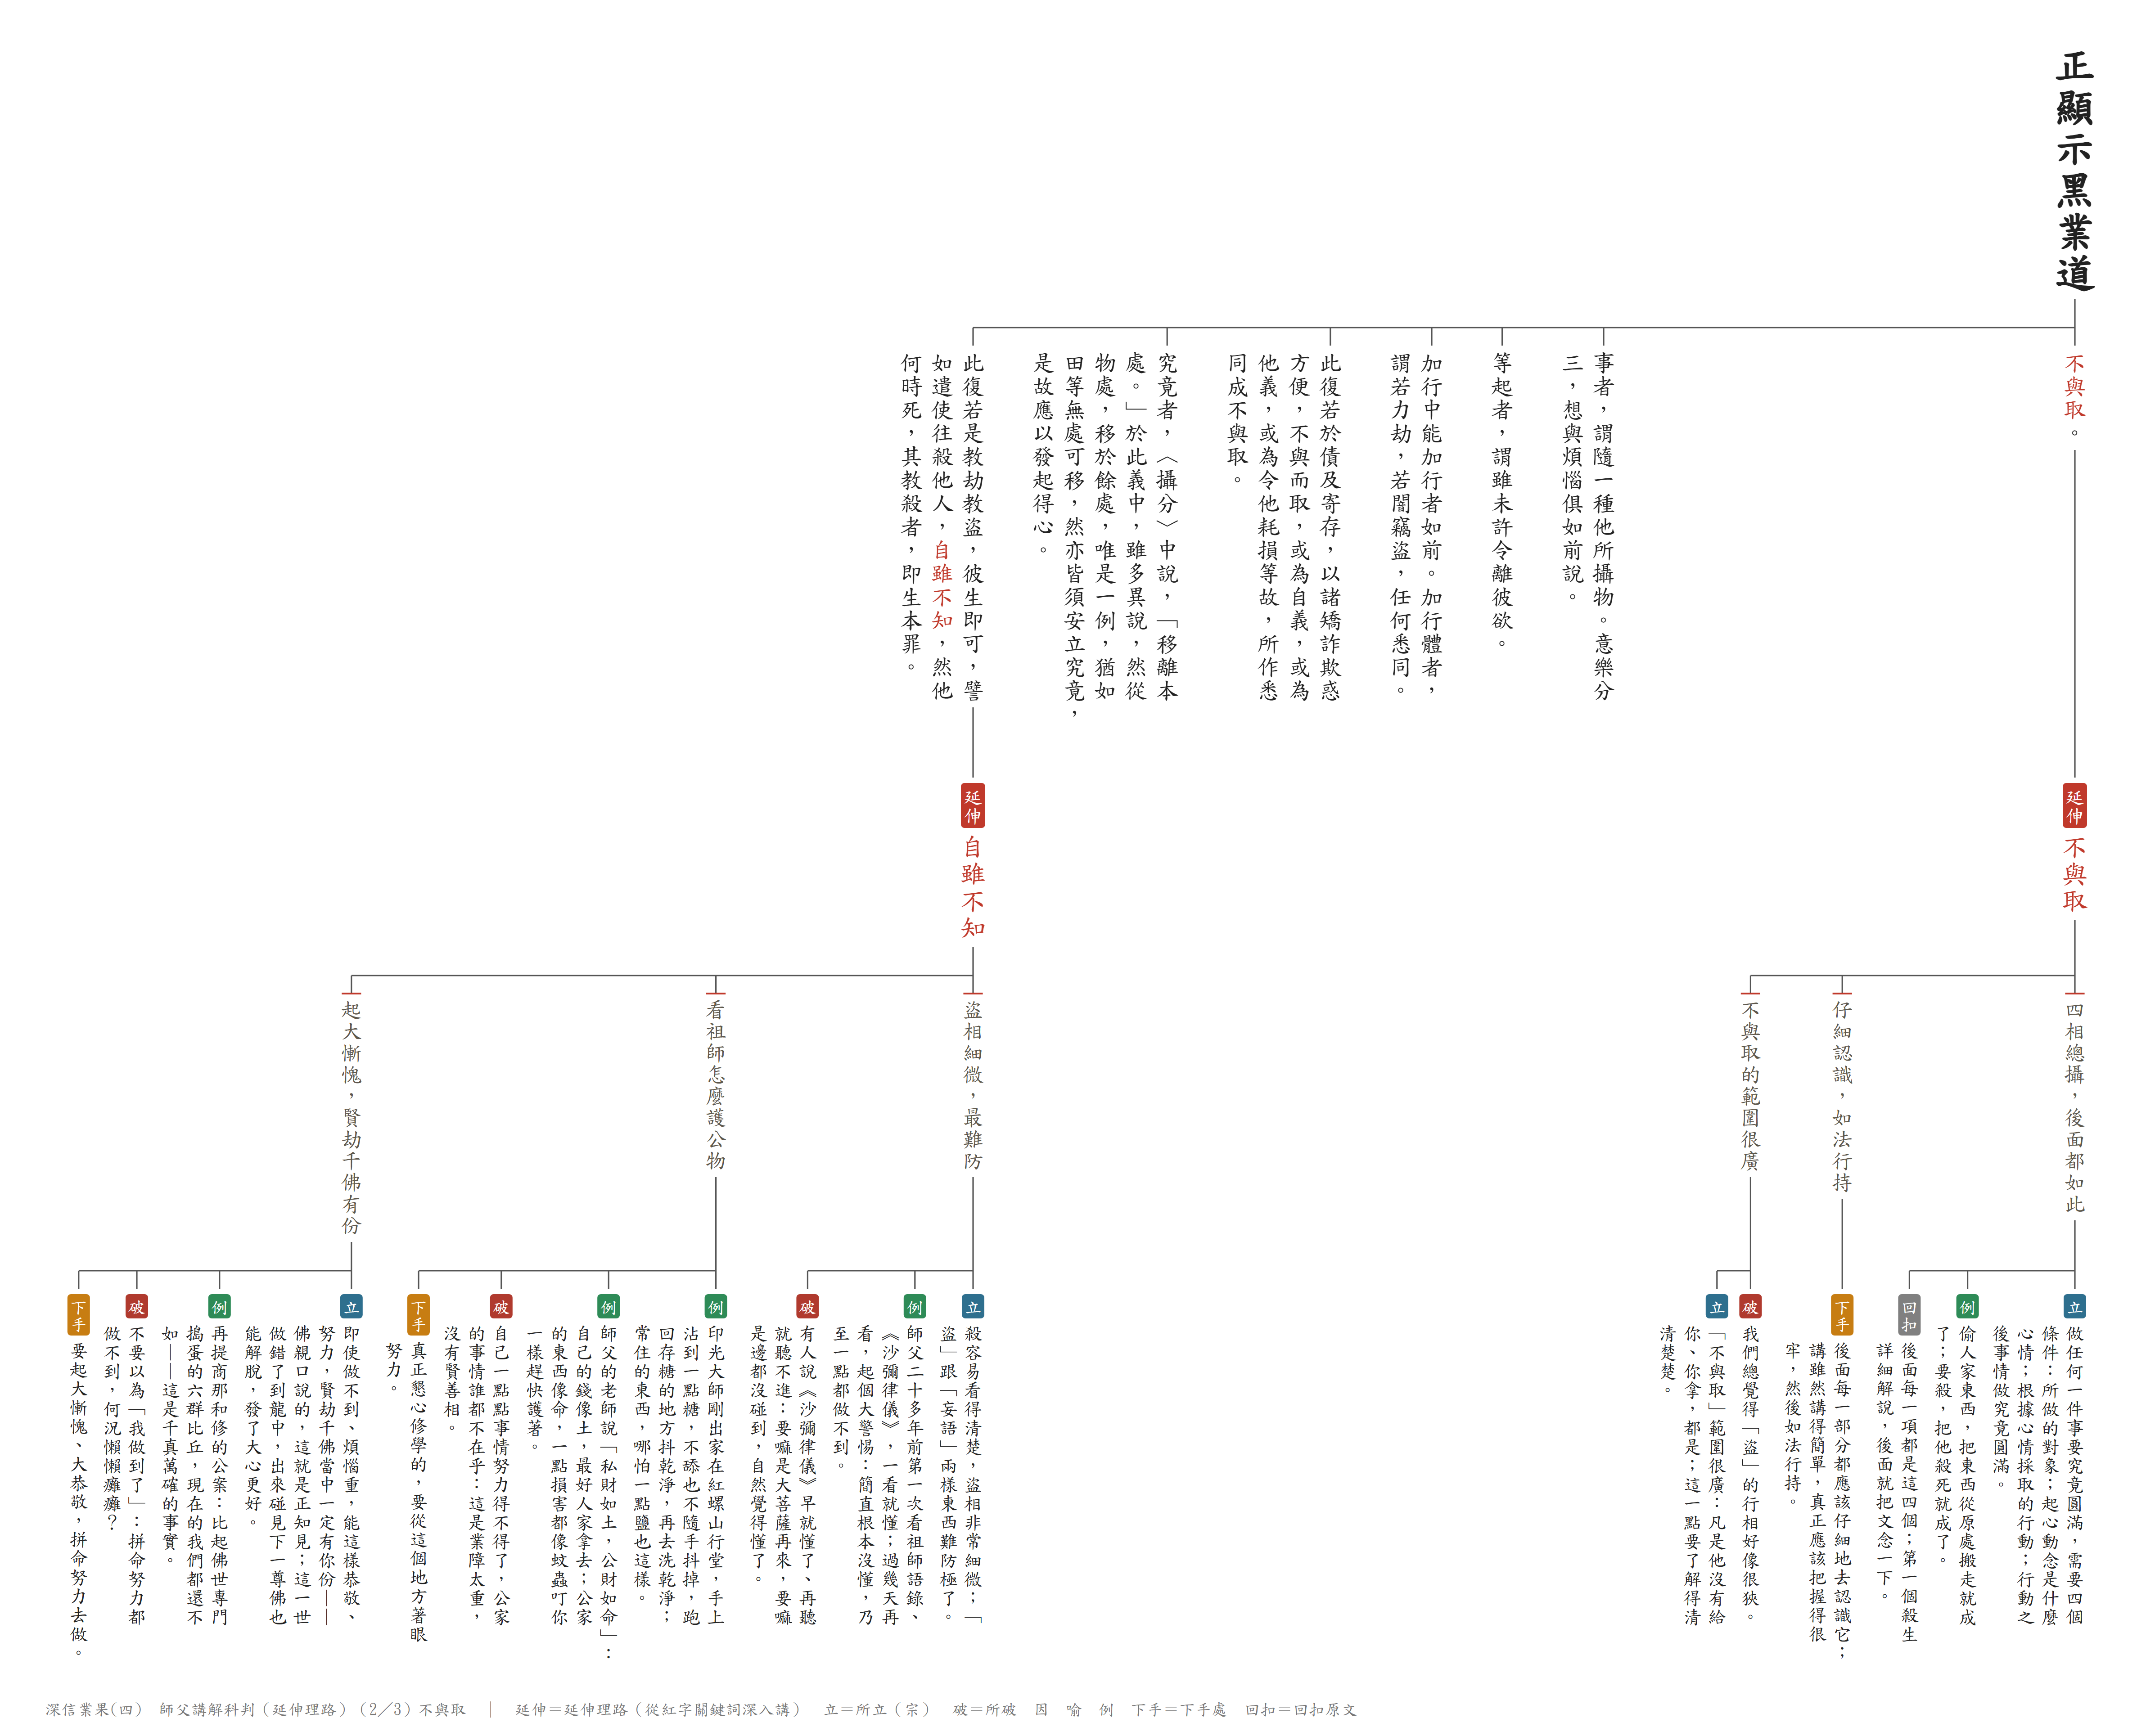 正顯示黑業道
不與取。
事者，謂隨一種他所攝物。意樂分
三，想與煩惱俱如前說。
等起者，謂雖未許令離彼欲。
加行中能加行者如前。加行體者，
謂若力劫，若闇竊盜，任何悉同。
此復若於債及寄存，以諸矯詐欺惑
方便，不與而取，或為自義，或為
他義，或為令他耗損等故，所作悉
同成不與取。
究竟者，〈攝分〉中說，「移離本
處。」於此義中，雖多異說，然從
物處，移於餘處，唯是一例，猶如
田等無處可移，然亦皆須安立究竟，
是故應以發起得心。
此復若是教劫教盜，彼生即可，譬
如遣使往殺他人，自雖不知，然他
何時死，其教殺者，即生本罪。
延伸
不與取
四相總攝，後面都如此
立
做任何一件事要究竟圓滿，需要四個
條件：所做的對象；起心動念是什麼
心情；根據心情採取的行動；行動之
後事情做究竟圓滿。
例
偷人家東西，把東西從原處搬走就成
了；要殺，把他殺死就成了。
回扣
後面每一項都是這四個；第一個殺生
詳細解說，後面就把文念一下。
仔細認識，如法行持
下手
後面每一部分都應該仔細地去認識它；
講雖然講得簡單，真正應該把握得很
牢，然後如法行持。
不與取的範圍很廣
破
我們總覺得「盜」的行相好像很狹。
立
「不與取」範圍很廣：凡是他沒有給
你、你拿，都是；這一點要了解得清
清楚楚。
延伸
自雖不知
盜相細微，最難防
立
殺容易看得清楚，盜相非常細微；「
盜」跟「妄語」兩樣東西難防極了。
例
師父二十多年前第一次看祖師語錄、
《沙彌律儀》，一看就懂；過幾天再
看，起個大警惕：簡直根本沒懂，乃
至一點都做不到。
破
有人說《沙彌律儀》早就懂了、再聽
就聽不進：要嘛是大菩薩再來，要嘛
是邊都沒碰到，自然覺得懂了。
看祖師怎麼護公物
例
印光大師剛出家在紅螺山行堂，手上
沾到一點糖，不舔也不隨手抖掉，跑
回存糖的地方抖乾淨，再去洗乾淨；
常住的東西，哪怕一點鹽也這樣。
例
師父的老師說「私財如土，公財如命」：
自己的錢像土，最好人家拿去；公家
的東西像命，一點損害都像蚊蟲叮你
一樣趕快護著。
破
自己一點點事情努力得不得了，公家
的事情誰都不在乎：這是業障太重，
沒有賢善相。
下手
真正懇心修學的，要從這個地方著眼
努力。
起大慚愧，賢劫千佛有份
立
即使做不到、煩惱重，能這樣恭敬、
努力，賢劫千佛當中一定有你份——
佛親口說的，這就是正知見；這一世
做錯了到龍中，出來碰見下一尊佛也
能解脫，發了大心更好。
例
再提商那和修的公案：比起佛世專門
搗蛋的六群比丘，現在的我們都還不
如——這是千真萬確的事實。
破
不要以為「我做到了」：拼命努力都
做不到，何況懶懶癱癱？
下手
要起大慚愧、大恭敬，拼命努力去做。
深信業果(四)　師父講解科判（延伸理路）（2／3）不與取　｜　延伸＝延伸理路（從紅字關鍵詞深入講）　立＝所立（宗）　破＝所破　因　喻　例　下手＝下手處　回扣＝回扣原文